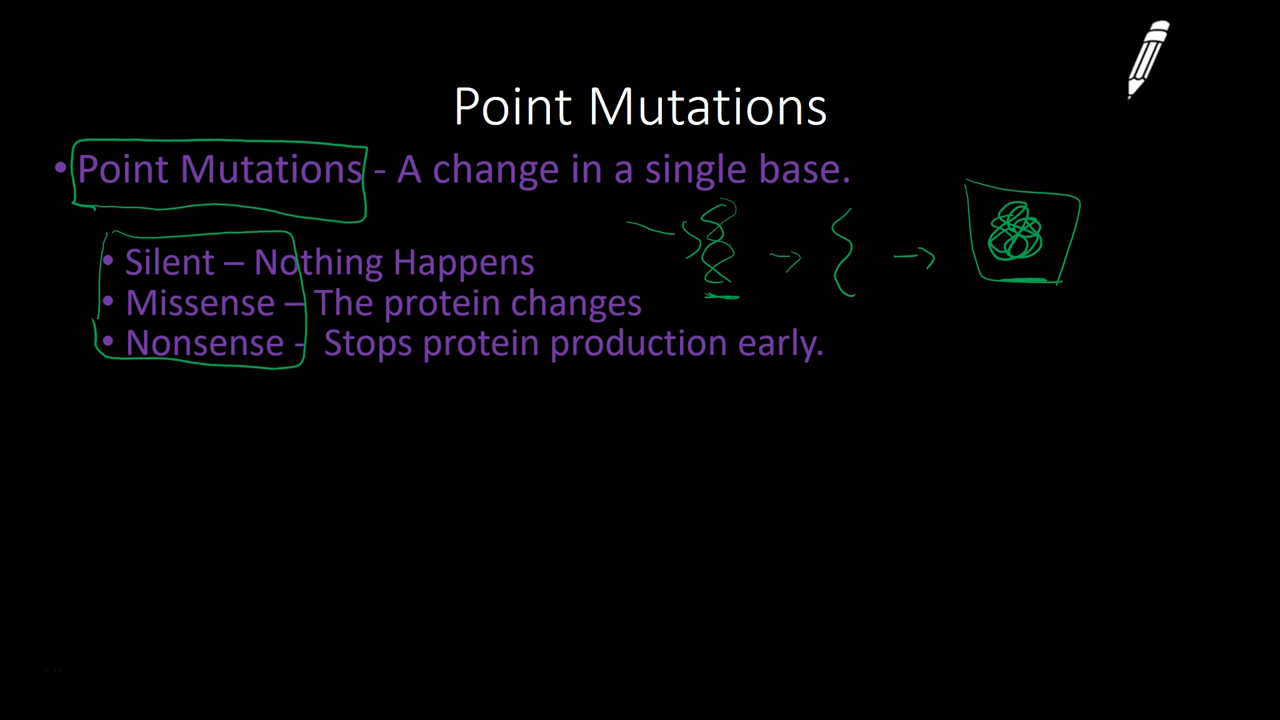 Point Mutations
• Point Mutations - A change in a single base.
• Silent – Nothing Happens
• Missense – The protein changes
• Nonsense - Stops protein production early.